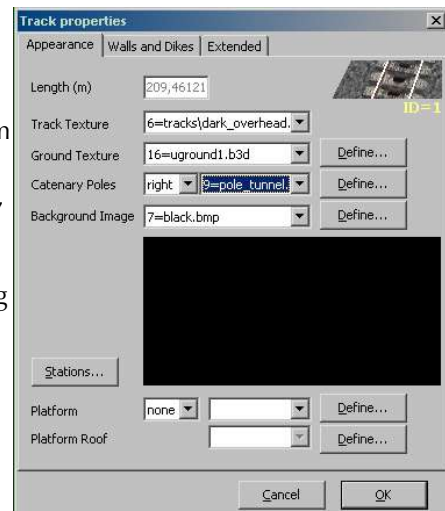 Track properties
Appearance Walls and Dikes Extended
Length (m) 209,46121
ID=1
Track Texture 6=tracks\dark_overhead.
Ground Texture 16=uground1.b3d Define...
Catenary Poles right 9=pole_tunnel. Define...
Background Image 7=black.bmp Define...
Stations...
Platform none Define...
Platform Roof Define...
Cancel OK